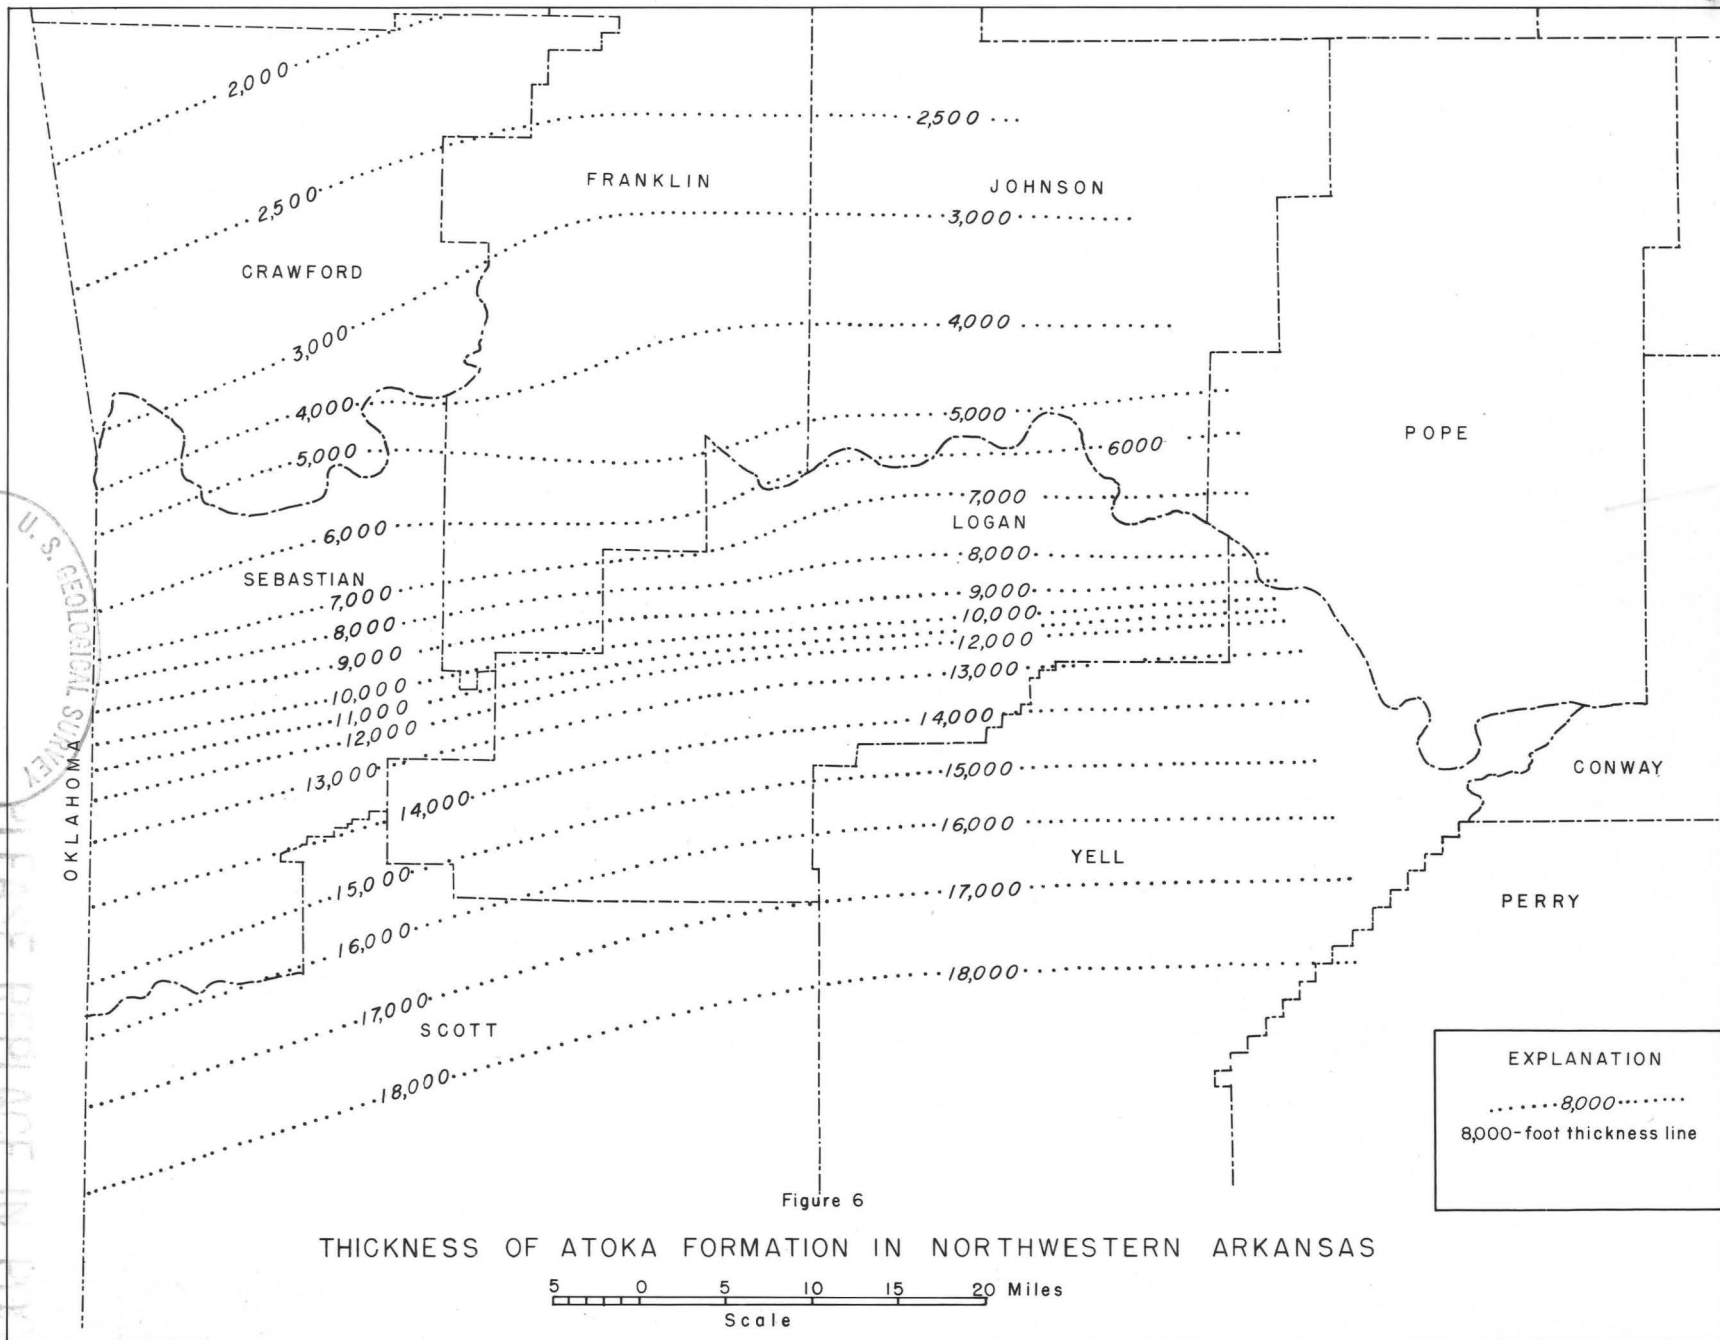 2,000
2,500
2,500
FRANKLIN
JOHNSON
3,000
CRAWFORD
3,000
4,000
4,000
5,000
POPE
5,000
6000
7,000
LOGAN
6,000
8,000
SEBASTIAN
7,000
9,000
8,000
10,000
12,000
9,000
13,000
10,000
11,000
14,000
12,000
OKLAHOMA
13,000
15,000
CONWAY
14,000
16,000
YELL
15,000
17,000
PERRY
16,000
18,000
17,000
SCOTT
18,000
U. S. GEOLOGICAL SURVEY
EXPLANATION
8,000
8,000-foot thickness line
Figure 6
THICKNESS OF ATOKA FORMATION IN NORTHWESTERN ARKANSAS
5 0 5 10 15 20 Miles
Scale